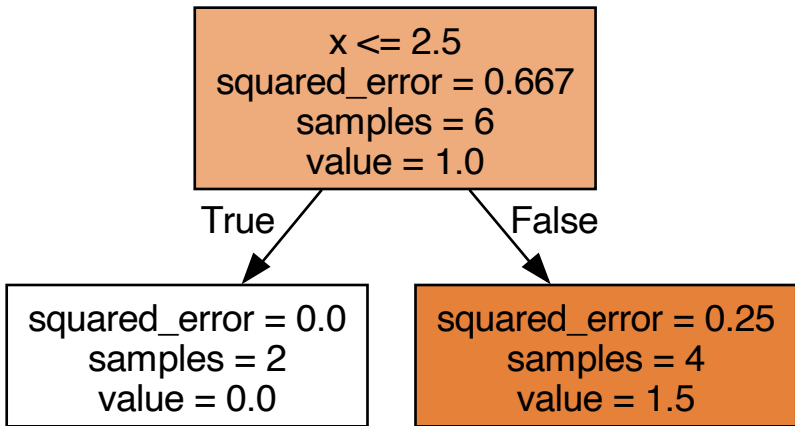 x <= 2.5
squared_error = 0.667
samples = 6
value = 1.0
True
False
squared_error = 0.0
samples = 2
value = 0.0
squared_error = 0.25
samples = 4
value = 1.5